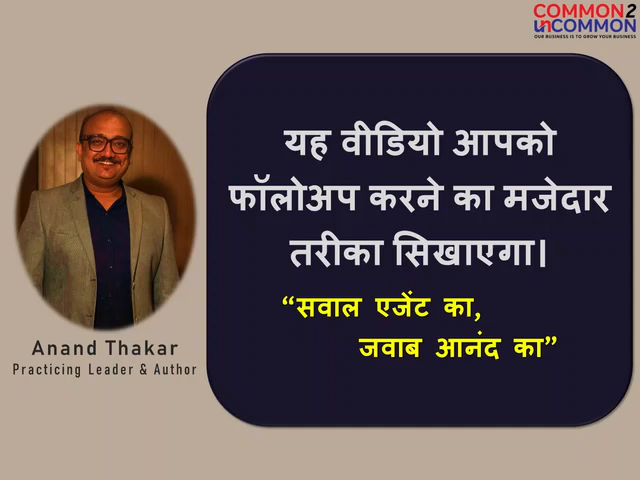 COMMON2
unCOMMON
OUR BUSINESS IS TO GROW YOUR BUSINESS
यह वीडियो आपको
फॉलोअप करने का मजेदार
तरीका सिखाएगा।
“सवाल एजेंट का,
जवाब आनंद का”
Anand Thakar
Practicing Leader & Author